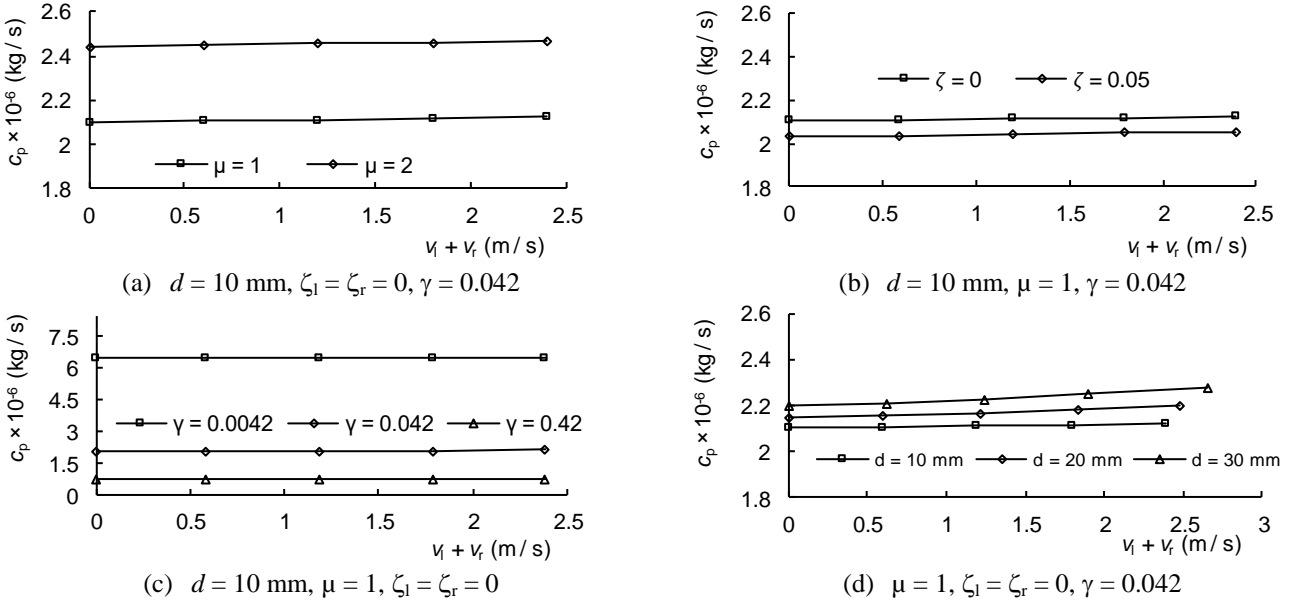 2.6
2.4
2.2
2
1.8
c_p × 10⁻⁶ (kg / s)
μ = 1
μ = 2
0 0.5 1 1.5 2 2.5
v_l + v_r (m / s)
(a) d = 10 mm, ζ_l = ζ_r = 0, γ = 0.042
2.6
2.4
2.2
2
1.8
c_p × 10⁻⁶ (kg / s)
ζ = 0
ζ = 0.05
0 0.5 1 1.5 2 2.5
v_l + v_r (m / s)
(b) d = 10 mm, μ = 1, γ = 0.042
7.5
6
4.5
3
1.5
0
c_p × 10⁻⁶ (kg / s)
γ = 0.0042
γ = 0.042
γ = 0.42
0 0.5 1 1.5 2 2.5
v_l + v_r (m / s)
(c) d = 10 mm, μ = 1, ζ_l = ζ_r = 0
2.6
2.4
2.2
2
1.8
c_p × 10⁻⁶ (kg / s)
d = 10 mm
d = 20 mm
d = 30 mm
0 0.5 1 1.5 2 2.5 3
v_l + v_r (m / s)
(d) μ = 1, ζ_l = ζ_r = 0, γ = 0.042